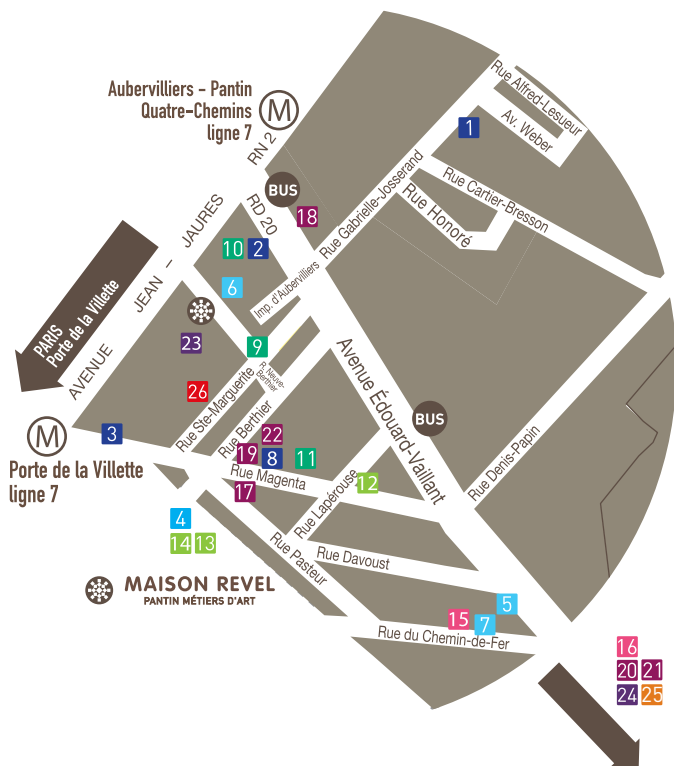 Aubervilliers - Pantin
Quatre-Chemins
ligne 7
M
RN 2
Rue Alfred-Lesueur
Av. Weber
1
Rue Cartier-Bresson
Rue Gabrielle-Josserand
Rue Honoré
BUS
RD 20
18
10
2
6
Imp. d'Aubervilliers
AVENUE JEAN - JAURES
PARIS
Porte de la Villette
23
9
R. Neuve-
Berthier
26
Rue Ste-Marguerite
Rue Berthier
Avenue Édouard-Vaillant
BUS
Rue Denis-Papin
M
3
Porte de la Villette
ligne 7
22
19
8
11
Rue Magenta
17
12
Rue Lapérouse
4
14
13
Rue Pasteur
Rue Davoust
MAISON REVEL
PANTIN MÉTIERS D'ART
5
15
7
Rue du Chemin-de-Fer
16
20
21
24
25